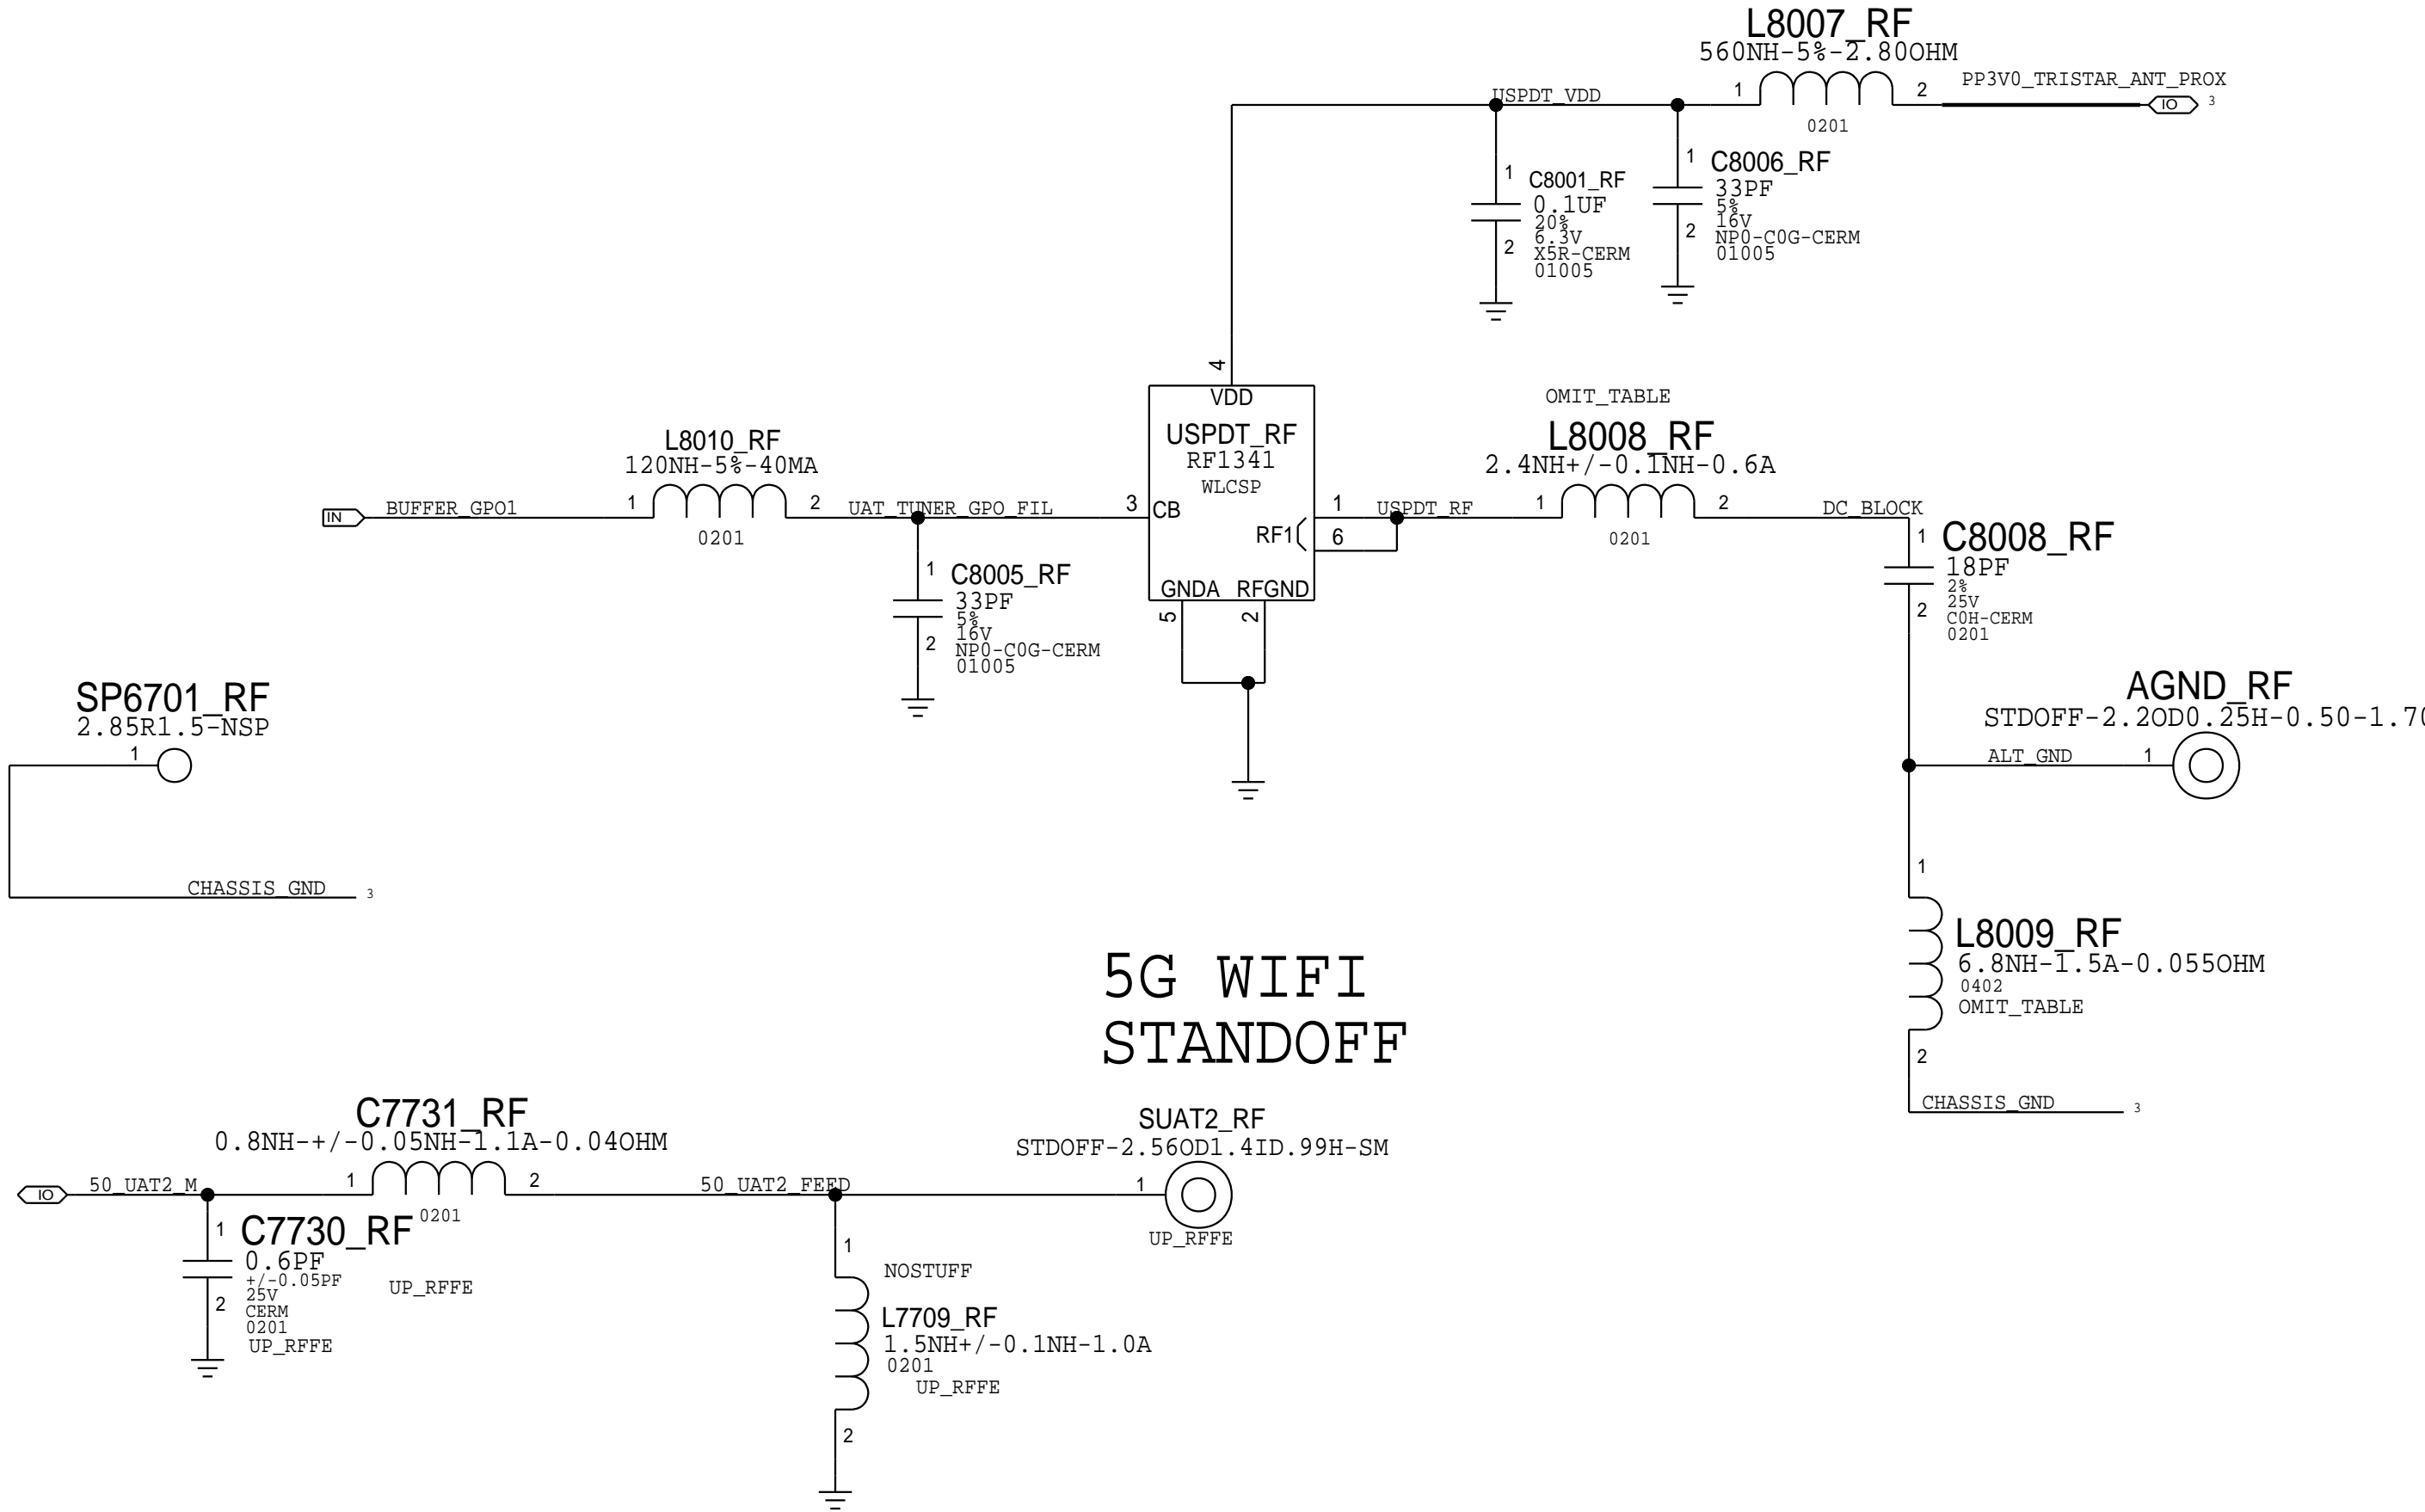 L8007_RF
560NH-5%-2.80OHM
1
2
PP3V0_TRISTAR_ANT_PROX
IO
3
0201
USPDT_VDD
1
C8001_RF
0.1UF
20%
6.3V
X5R-CERM
01005
2
1
C8006_RF
33PF
5%
16V
NP0-C0G-CERM
01005
2
4
VDD
USPDT_RF
RF1341
WLCSP
3
CB
RF1
1
6
GNDA
RFGND
5
2
L8010_RF
120NH-5%-40MA
IN
BUFFER_GPO1
1
2
0201
UAT_TUNER_GPO_FIL
1
C8005_RF
33PF
5%
16V
NP0-C0G-CERM
01005
2
OMIT_TABLE
L8008_RF
2.4NH+/-0.1NH-0.6A
USPDT_RF
1
2
0201
DC_BLOCK
1
C8008_RF
18PF
2%
25V
C0H-CERM
0201
2
SP6701_RF
2.85R1.5-NSP
1
CHASSIS_GND
3
AGND_RF
STDOFF-2.2OD0.25H-0.50-1.70
ALT_GND
1
1
L8009_RF
6.8NH-1.5A-0.055OHM
0402
OMIT_TABLE
2
CHASSIS_GND
3
5G WIFI
STANDOFF
C7731_RF
0.8NH-+/-0.05NH-1.1A-0.04OHM
IO
50_UAT2_M
1
2
0201
UP_RFFE
1
C7730_RF
0.6PF
+/-0.05PF
25V
CERM
0201
UP_RFFE
2
50_UAT2_FEED
SUAT2_RF
STDOFF-2.56OD1.4ID.99H-SM
1
UP_RFFE
1
NOSTUFF
L7709_RF
1.5NH+/-0.1NH-1.0A
0201
UP_RFFE
2